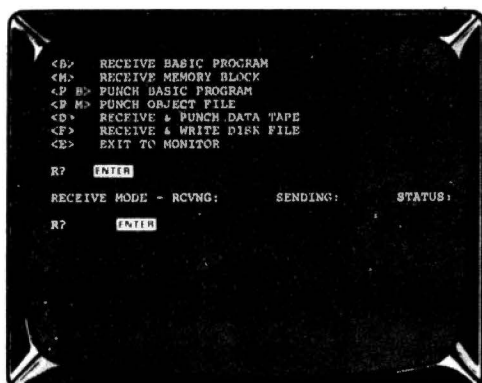 <B> RECEIVE BASIC PROGRAM
<M> RECEIVE MEMORY BLOCK
<P B> PUNCH BASIC PROGRAM
<P M> PUNCH OBJECT FILE
<D> RECEIVE & PUNCH DATA TAPE
<F> RECEIVE & WRITE DISK FILE
<E> EXIT TO MONITOR
R? ENTER
RECEIVE MODE - RCVNG: SENDING: STATUS:
R? ENTER